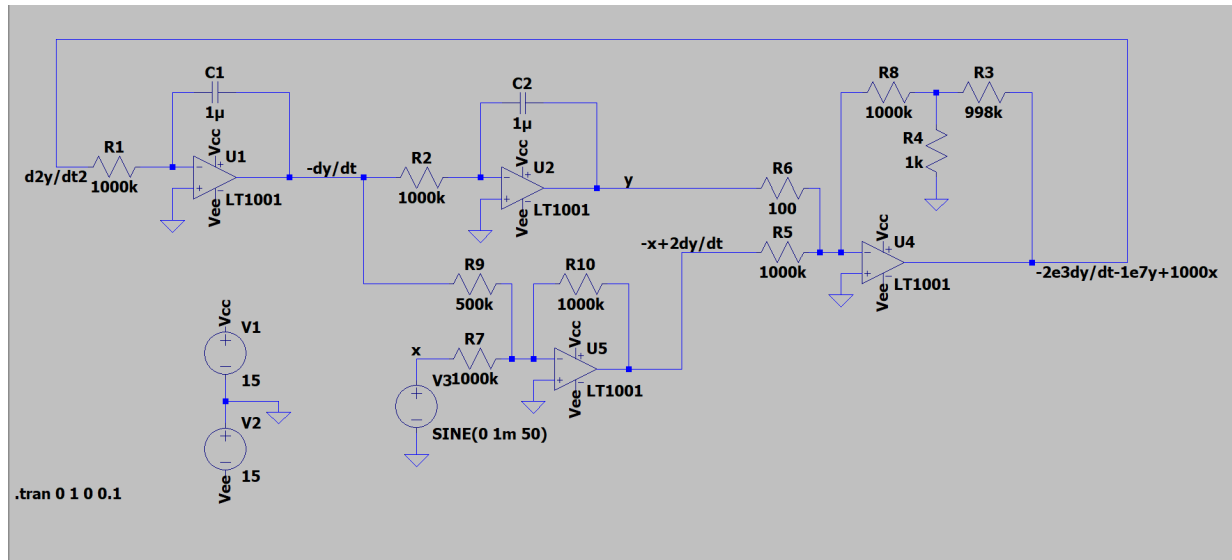 C1
1µ
Vcc
U1
R1
1000k
d2y/dt2
Vee
LT1001
-dy/dt
C2
1µ
Vcc
U2
R2
1000k
Vee
LT1001
y
R8
1000k
R3
998k
R4
1k
R6
100
-x+2dy/dt
R5
1000k
Vcc
U4
Vee
LT1001
-2e3dy/dt-1e7y+1000x
R9
500k
R10
1000k
x
R7
1000k
Vcc
U5
Vee
LT1001
V3
SINE(0 1m 50)
Vcc
V1
15
V2
15
Vee
.tran 0 1 0 0.1